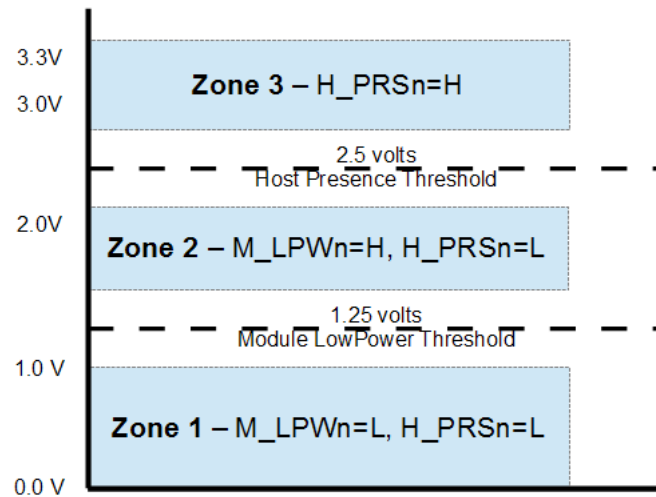 3.3V
Zone 3 – H_PRSn=H
3.0V
2.5 volts
Host Presence Threshold
2.0V
Zone 2 – M_LPWn=H, H_PRSn=L
1.25 volts
Module LowPower Threshold
1.0 V
Zone 1 – M_LPWn=L, H_PRSn=L
0.0 V